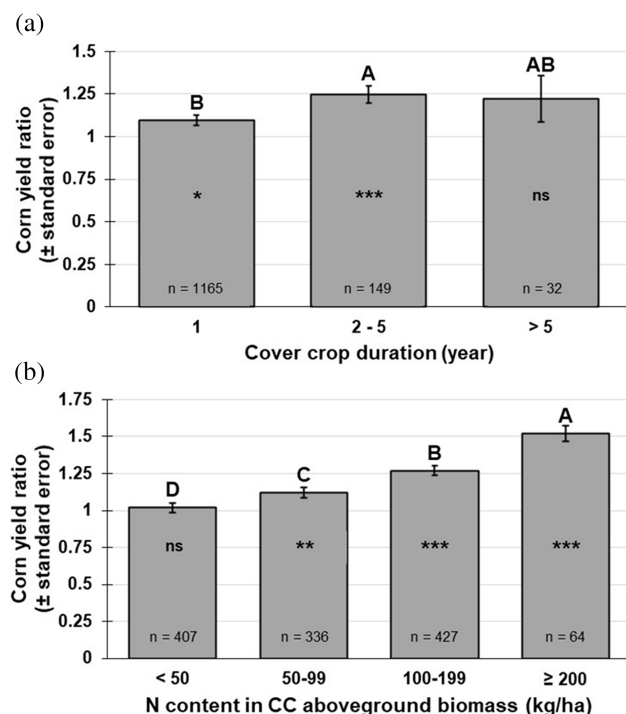 (a)
Corn yield ratio
(± standard error)
1.5
1.25
1
0.75
0.5
0.25
0
B
A
AB
*
***
ns
n = 1165
n = 149
n = 32
1
2 - 5
> 5
Cover crop duration (year)
(b)
Corn yield ratio
(± standard error)
1.75
1.5
1.25
1
0.75
0.5
0.25
0
D
C
B
A
ns
**
***
***
n = 407
n = 336
n = 427
n = 64
< 50
50-99
100-199
≥ 200
N content in CC aboveground biomass (kg/ha)